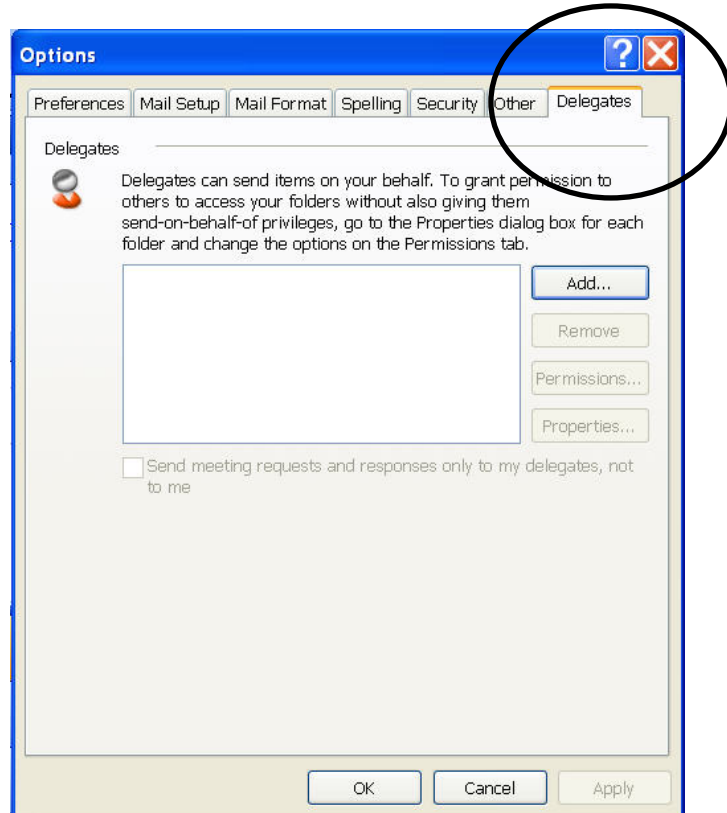 Options
Preferences Mail Setup Mail Format Spelling Security Other Delegates
Delegates
Delegates can send items on your behalf. To grant permission to
others to access your folders without also giving them
send-on-behalf-of privileges, go to the Properties dialog box for each
folder and change the options on the Permissions tab.
Add...
Remove
Permissions...
Properties...
Send meeting requests and responses only to my delegates, not
to me
OK Cancel Apply